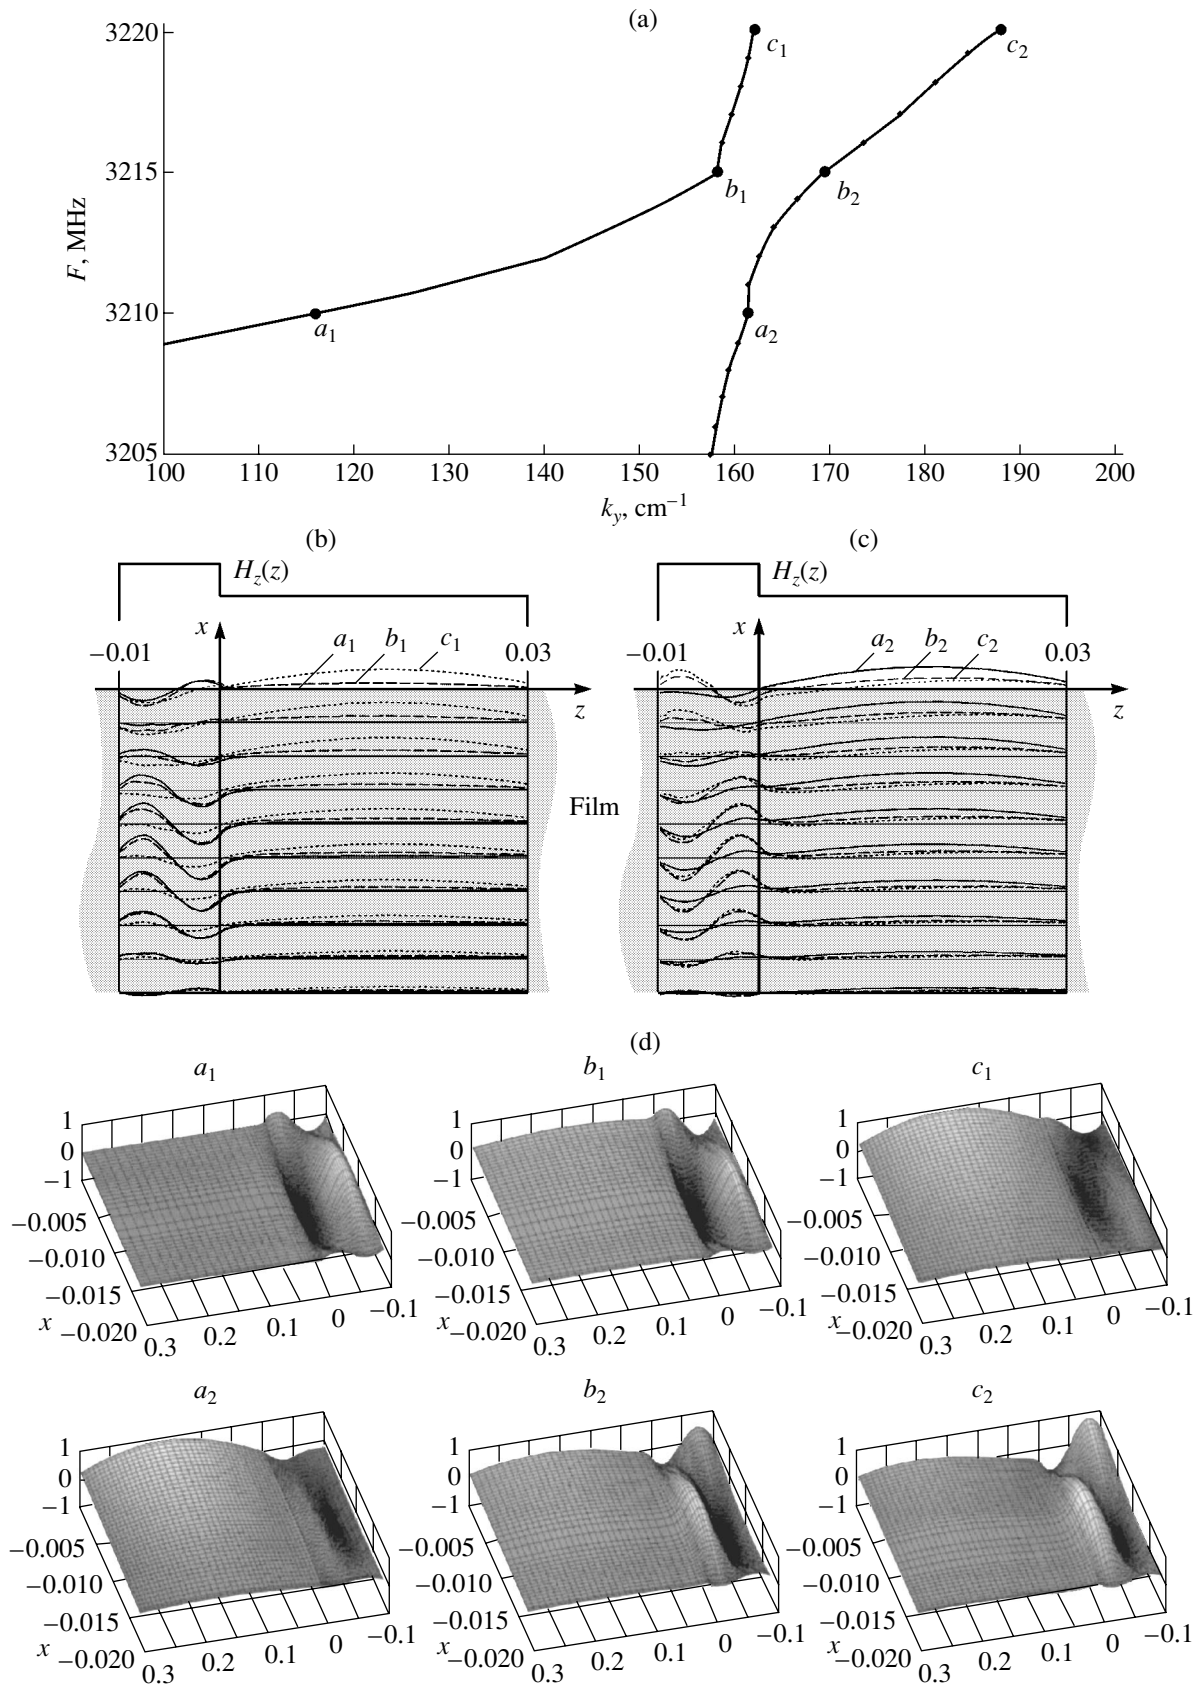 (a)
3220
3215
3210
3205
F, MHz
c1
c2
b1
b2
a1
a2
100 110 120 130 140 150 160 170 180 190 200
ky, cm−1
(b) (c)
Hz(z) Hz(z)
x x
−0.01 a1 b1 c1 0.03 −0.01 a2 b2 c2 0.03
z z
Film
(d)
a1 b1 c1
1 1 1
0 0 0
−1 −1 −1
−0.005 −0.005 −0.005
−0.010 −0.010 −0.010
−0.015 −0.015 −0.015
x −0.020 x −0.020 x −0.020
0.3 0.2 0.1 0 −0.1 0.3 0.2 0.1 0 −0.1 0.3 0.2 0.1 0 −0.1
a2 b2 c2
1 1 1
0 0 0
−1 −1 −1
−0.005 −0.005 −0.005
−0.010 −0.010 −0.010
−0.015 −0.015 −0.015
x −0.020 x −0.020 x −0.020
0.3 0.2 0.1 0 −0.1 0.3 0.2 0.1 0 −0.1 0.3 0.2 0.1 0 −0.1